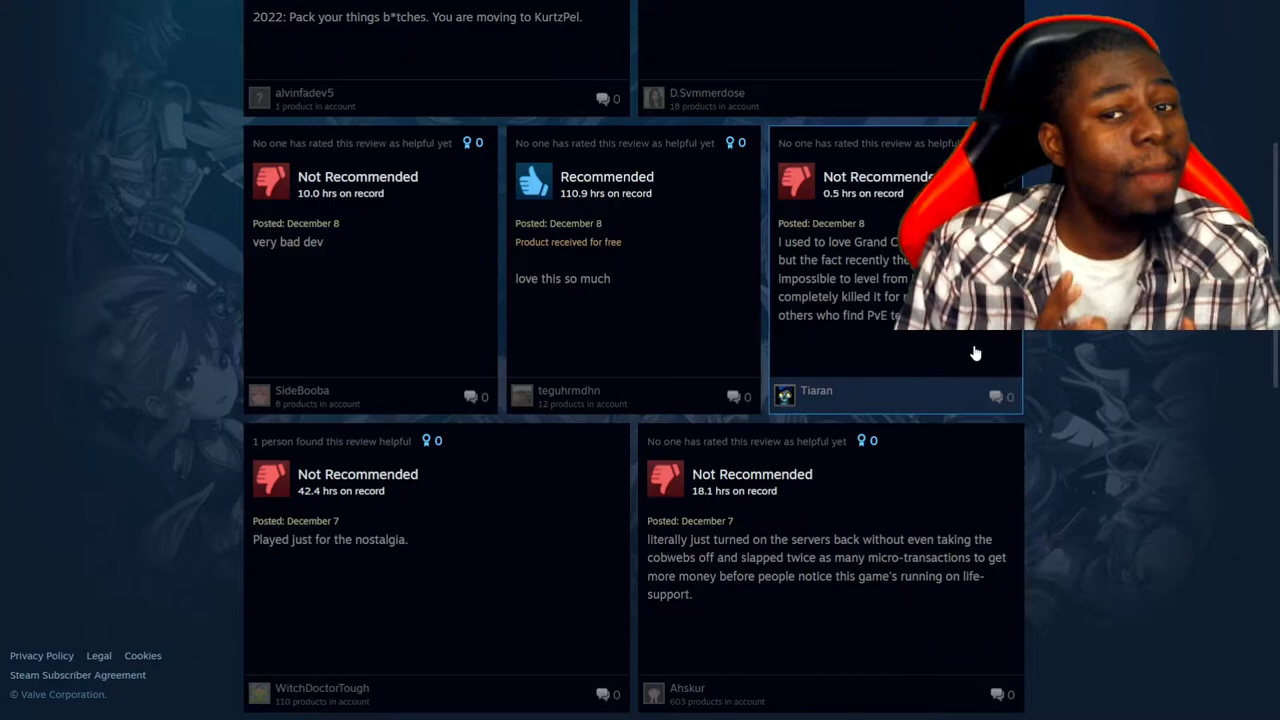 2022: Pack your things b*tches. You are moving to KurtzPel.
alvinfadev5
1 product in account
0
D.Svmmerdose
18 products in account
No one has rated this review as helpful yet 0
Not Recommended
10.0 hrs on record
Posted: December 8
very bad dev
SideBooba
8 products in account
0
No one has rated this review as helpful yet 0
Recommended
110.9 hrs on record
Posted: December 8
Product received for free
love this so much
teguhrmdhn
12 products in account
0
No one has rated this review as helpful
Not
0.5 hrs on record
Posted: December 8
I used to love Grand
but the fact recently
impossible to level from
completely killed it for
others who find PvE
Tiaran
0
1 person found this review helpful 0
Not Recommended
42.4 hrs on record
Posted: December 7
Played just for the nostalgia.
WitchDoctorTough
110 products in account
0
No one has rated this review as helpful yet 0
Not Recommended
18.1 hrs on record
Posted: December 7
literally just turned on the servers back without even taking the
cobwebs off and slapped twice as many micro-transactions to get
more money before people notice this game's running on life-
support.
Ahskur
603 products in account
0
Privacy Policy Legal Cookies
Steam Subscriber Agreement
© Valve Corporation.